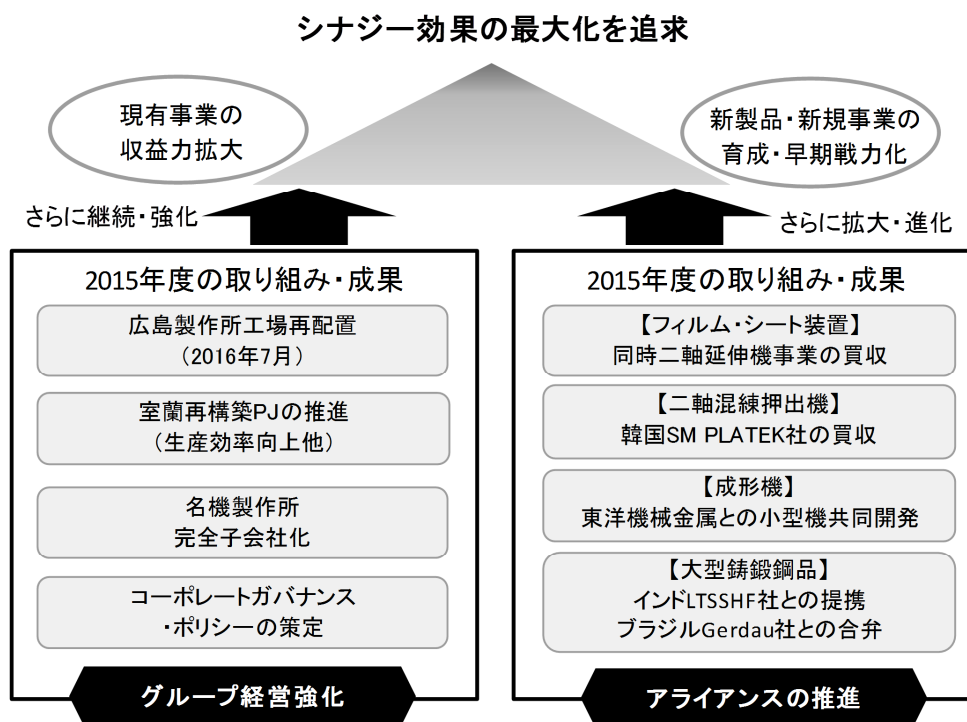 シナジー効果の最大化を追求
現有事業の
収益力拡大
新製品・新規事業の
育成・早期戦力化
さらに継続・強化
さらに拡大・進化
2015年度の取り組み・成果
広島製作所工場再配置
（2016年7月）
室蘭再構築PJの推進
（生産効率向上他）
名機製作所
完全子会社化
コーポレートガバナンス
・ポリシーの策定
グループ経営強化
2015年度の取り組み・成果
【フィルム・シート装置】
同時二軸延伸機事業の買収
【二軸混練押出機】
韓国SM PLATEK社の買収
【成形機】
東洋機械金属との小型機共同開発
【大型鋳鍛鋼品】
インドLTSSHF社との提携
ブラジルGerdau社との合弁
アライアンスの推進